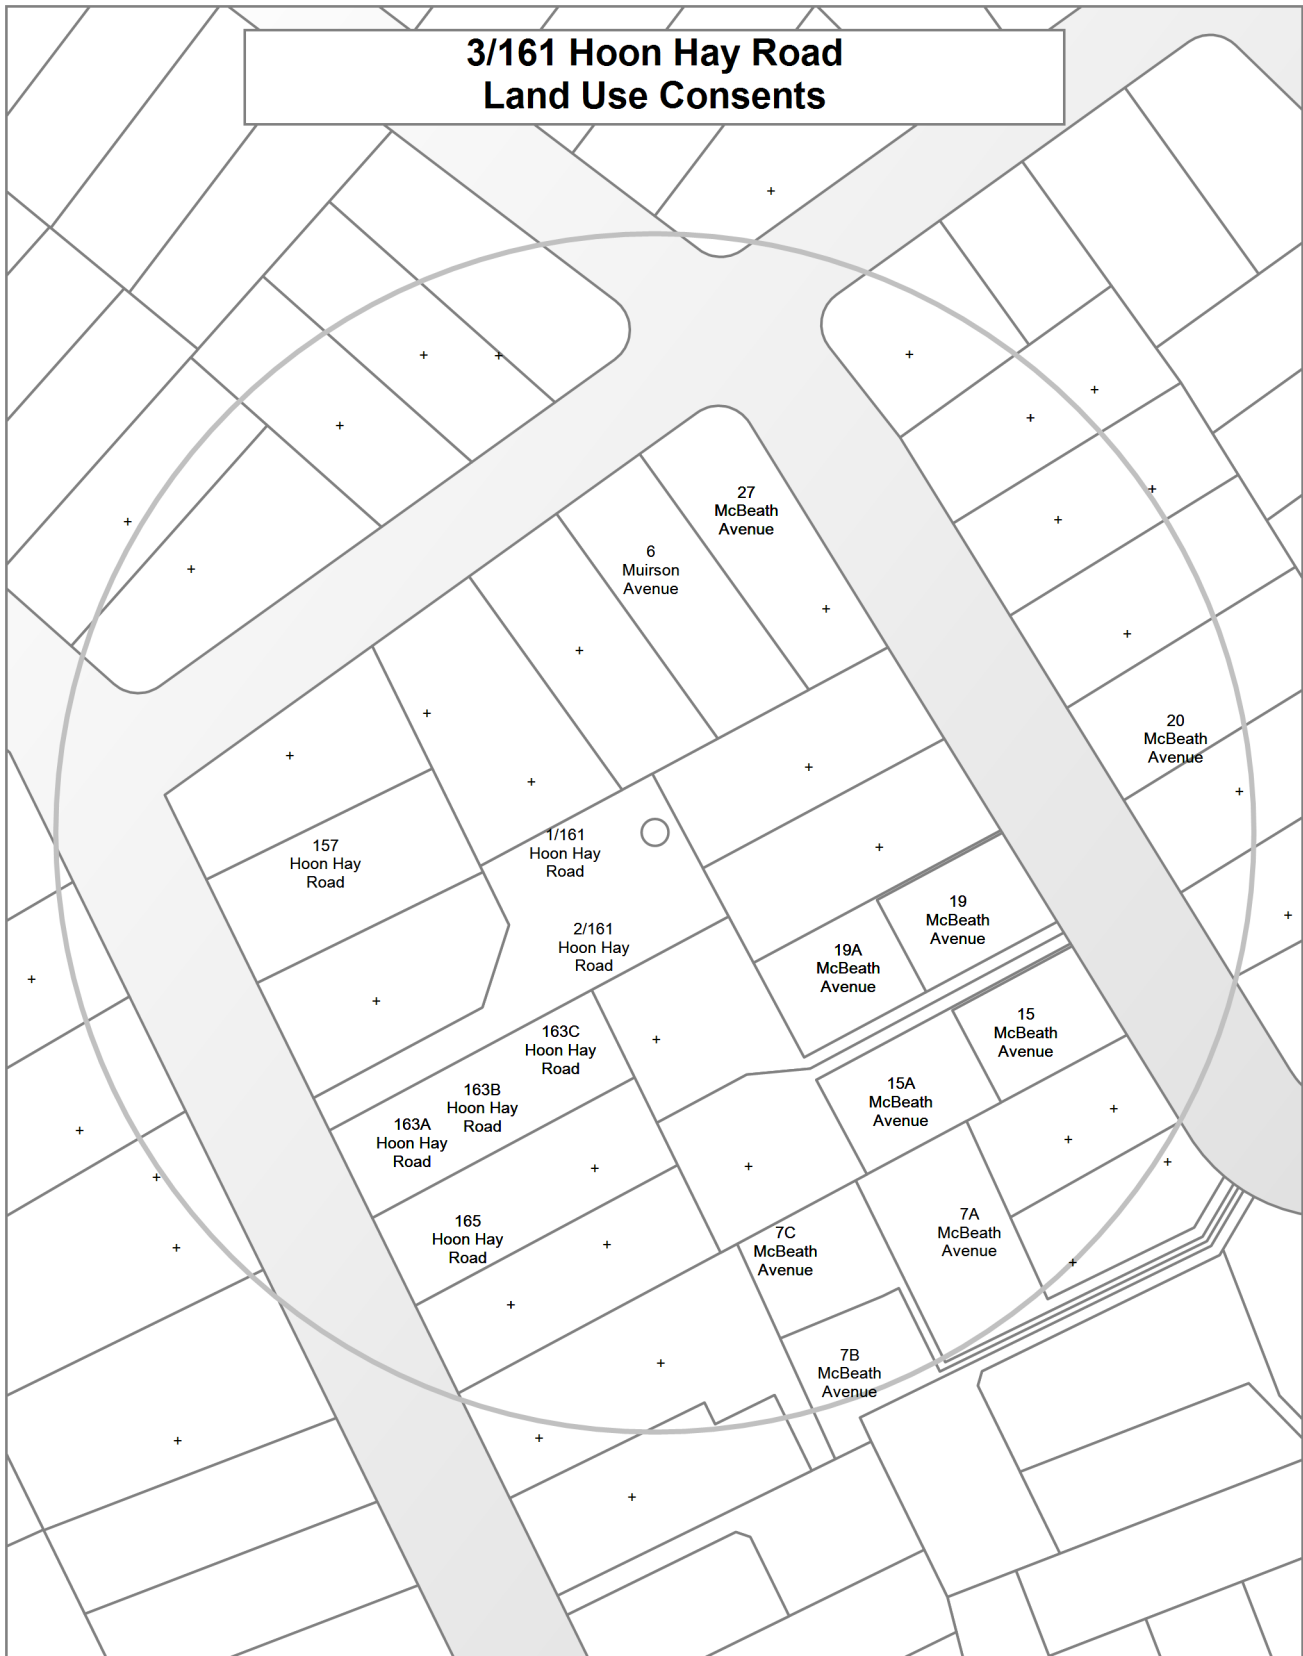 3/161 Hoon Hay Road
Land Use Consents
27
McBeath
Avenue
6
Muirson
Avenue
20
McBeath
Avenue
1/161
Hoon Hay
Road
157
Hoon Hay
Road
19
McBeath
Avenue
2/161
Hoon Hay
Road
19A
McBeath
Avenue
15
McBeath
Avenue
163C
Hoon Hay
Road
15A
McBeath
Avenue
163B
Hoon Hay
Road
163A
Hoon Hay
Road
7A
McBeath
Avenue
165
Hoon Hay
Road
7C
McBeath
Avenue
7B
McBeath
Avenue